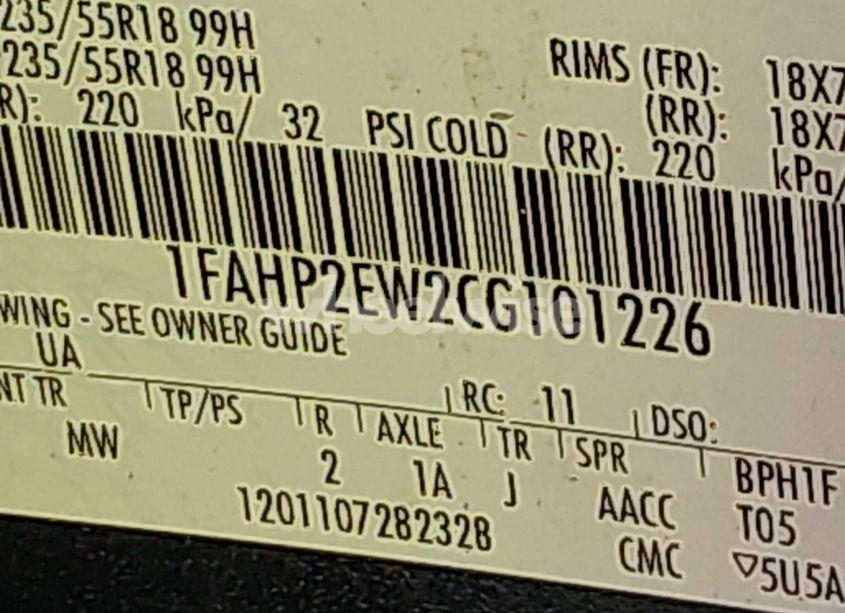 235/55R18 99H
235/55R18 99H
RIMS (FR): 18X7
(RR): 18X7
R): 220 kPa/ 32 PSI COLD (RR): 220 kPa/
1FAHP2EW2CG101226
WING - SEE OWNER GUIDE
UA
NT TR TP/PS R AXLE TR SPR
RC: 11 DSO:
MW 2 1A J AACC BPH1F
1201107282328
T05
CMC ▽5U5A